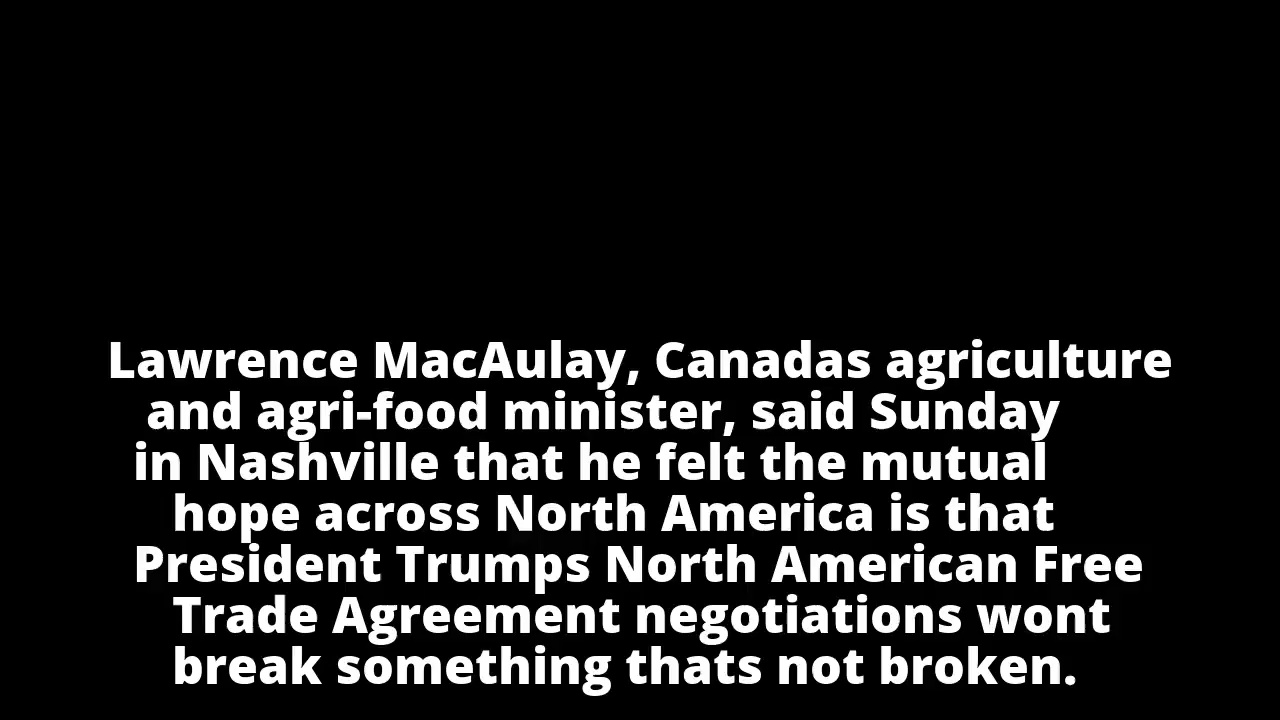 Lawrence MacAulay, Canadas agriculture
and agri-food minister, said Sunday
in Nashville that he felt the mutual
hope across North America is that
President Trumps North American Free
Trade Agreement negotiations wont
break something thats not broken.